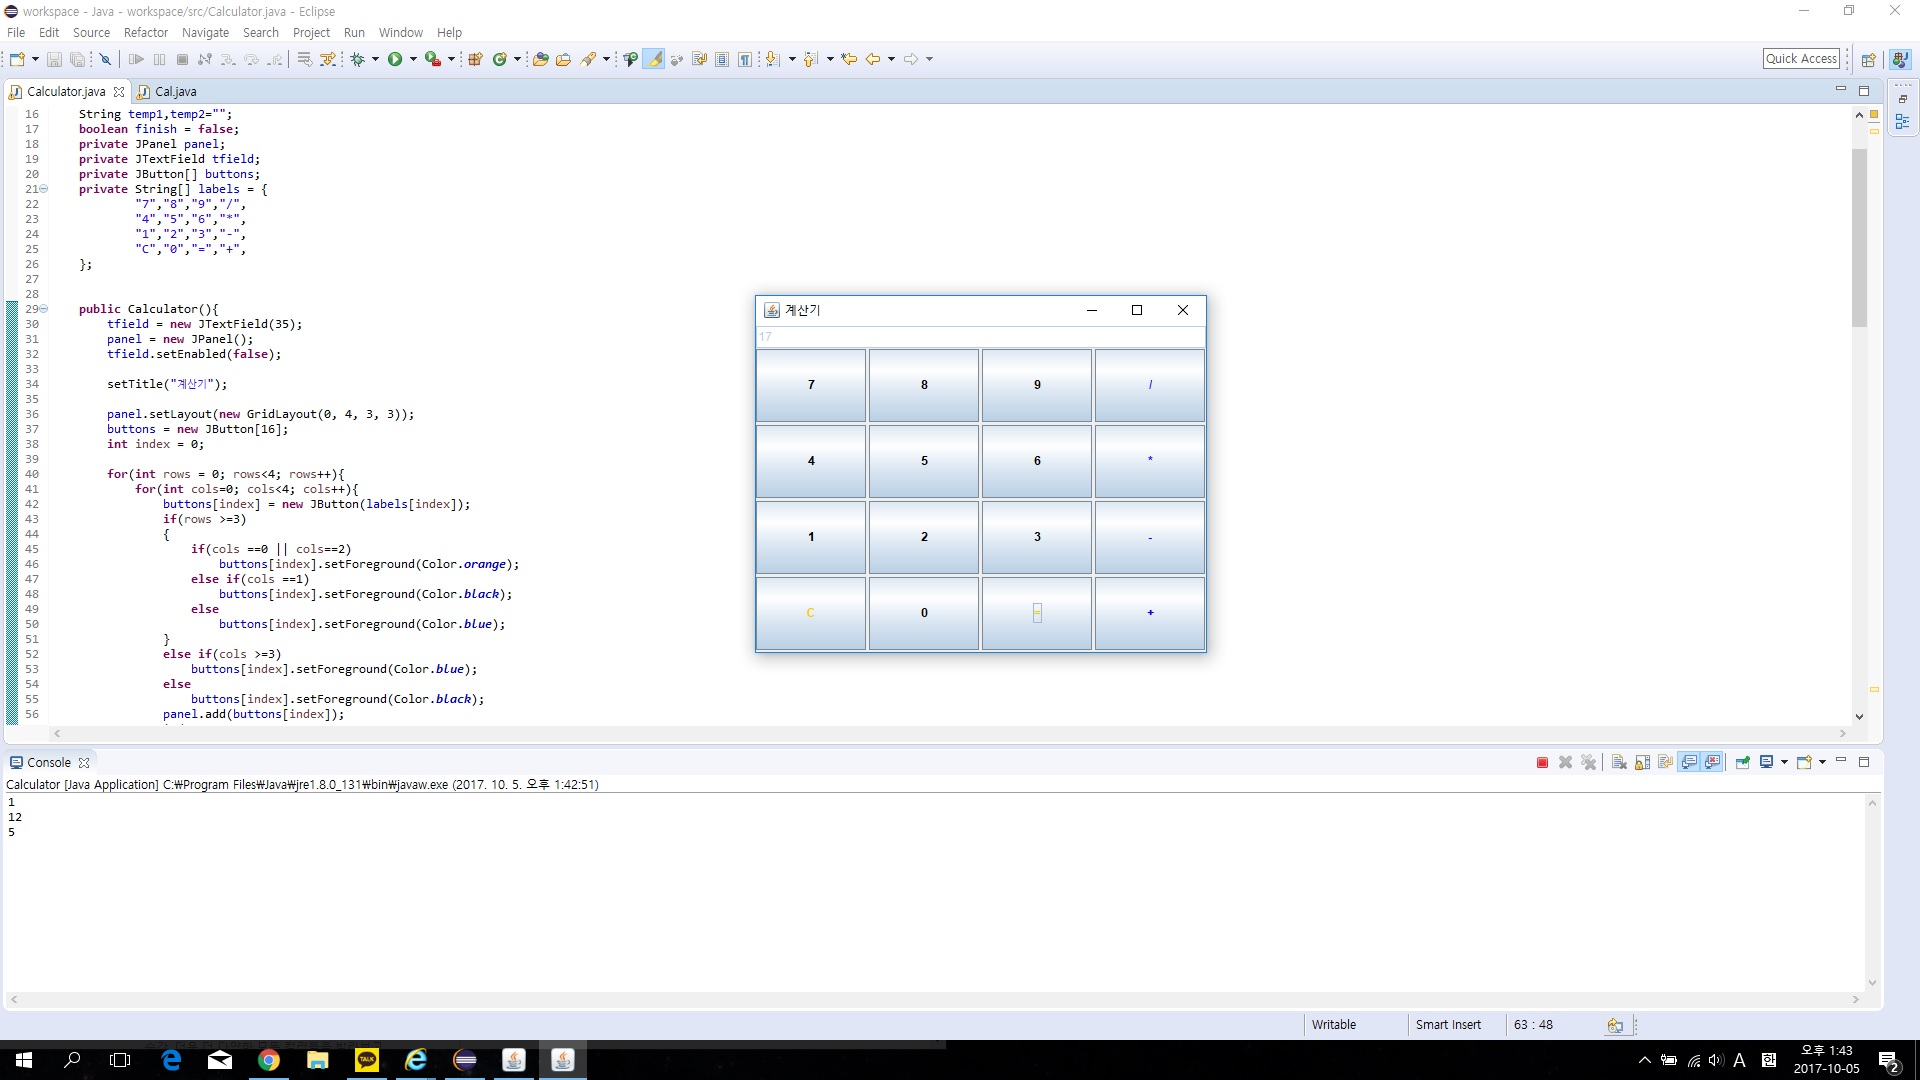 workspace - Java - workspace/src/Calculator.java - Eclipse
File Edit Source Refactor Navigate Search Project Run Window Help
Quick Access
Calculator.java Cal.java
16 String temp1,temp2="";
17 boolean finish = false;
18 private JPanel panel;
19 private JTextField tfield;
20 private JButton[] buttons;
21 private String[] labels = {
22 "7","8","9","/",
23 "4","5","6","*",
24 "1","2","3","-",
25 "C","0","=","+",
26 };
27
28
29 public Calculator(){
30 tfield = new JTextField(35);
31 panel = new JPanel();
32 tfield.setEnabled(false);
33
34 setTitle("계산기");
35
36 panel.setLayout(new GridLayout(0, 4, 3, 3));
37 buttons = new JButton[16];
38 int index = 0;
39
40 for(int rows = 0; rows<4; rows++){
41 for(int cols=0; cols<4; cols++){
42 buttons[index] = new JButton(labels[index]);
43 if(rows >=3)
44 {
45 if(cols ==0 || cols==2)
46 buttons[index].setForeground(Color.orange);
47 else if(cols ==1)
48 buttons[index].setForeground(Color.black);
49 else
50 buttons[index].setForeground(Color.blue);
51 }
52 else if(cols >=3)
53 buttons[index].setForeground(Color.blue);
54 else
55 buttons[index].setForeground(Color.black);
56 panel.add(buttons[index]);
계산기
17
7 8 9 /
4 5 6 *
1 2 3 -
C 0 = +
Console
Calculator [Java Application] C:₩Program Files₩Java₩jre1.8.0_131₩bin₩javaw.exe (2017. 10. 5. 오후 1:42:51)
1
12
5
Writable Smart Insert 63 : 48
TALK
A 한
오후 1:43
2017-10-05
2